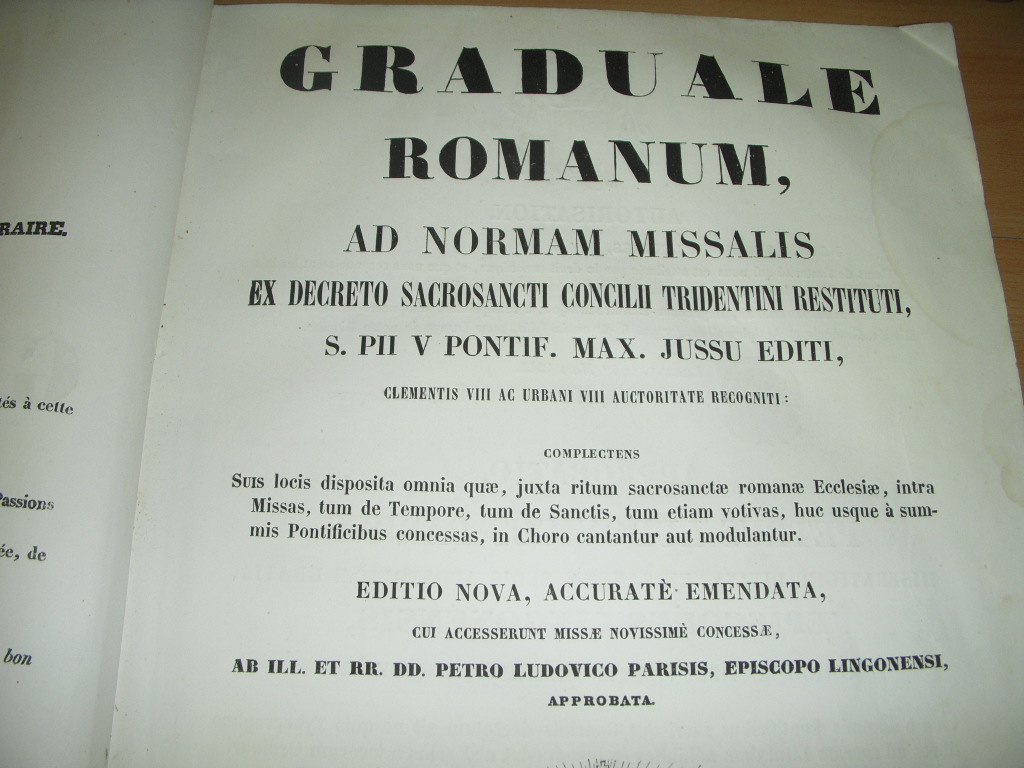 RAIRE.
tés à cette
Passions
ée, de
bon
GRADUALE
ROMANUM,
AD NORMAM MISSALIS
EX DECRETO SACROSANCTI CONCILII TRIDENTINI RESTITUTI,
S. PII V PONTIF. MAX. JUSSU EDITI,
CLEMENTIS VIII AC URBANI VIII AUCTORITATE RECOGNITI :
COMPLECTENS
Suis locis disposita omnia quæ, juxta ritum sacrosanctæ romanæ Ecclesiæ, intra
Missas, tum de Tempore, tum de Sanctis, tum etiam votivas, huc usque à sum-
mis Pontificibus concessas, in Choro cantantur aut modulantur.
EDITIO NOVA, ACCURATÈ EMENDATA,
CUI ACCESSERUNT MISSÆ NOVISSIMÈ CONCESSÆ,
AB ILL. ET RR. DD. PETRO LUDOVICO PARISIS, EPISCOPO LINGONENSI,
APPROBATA.